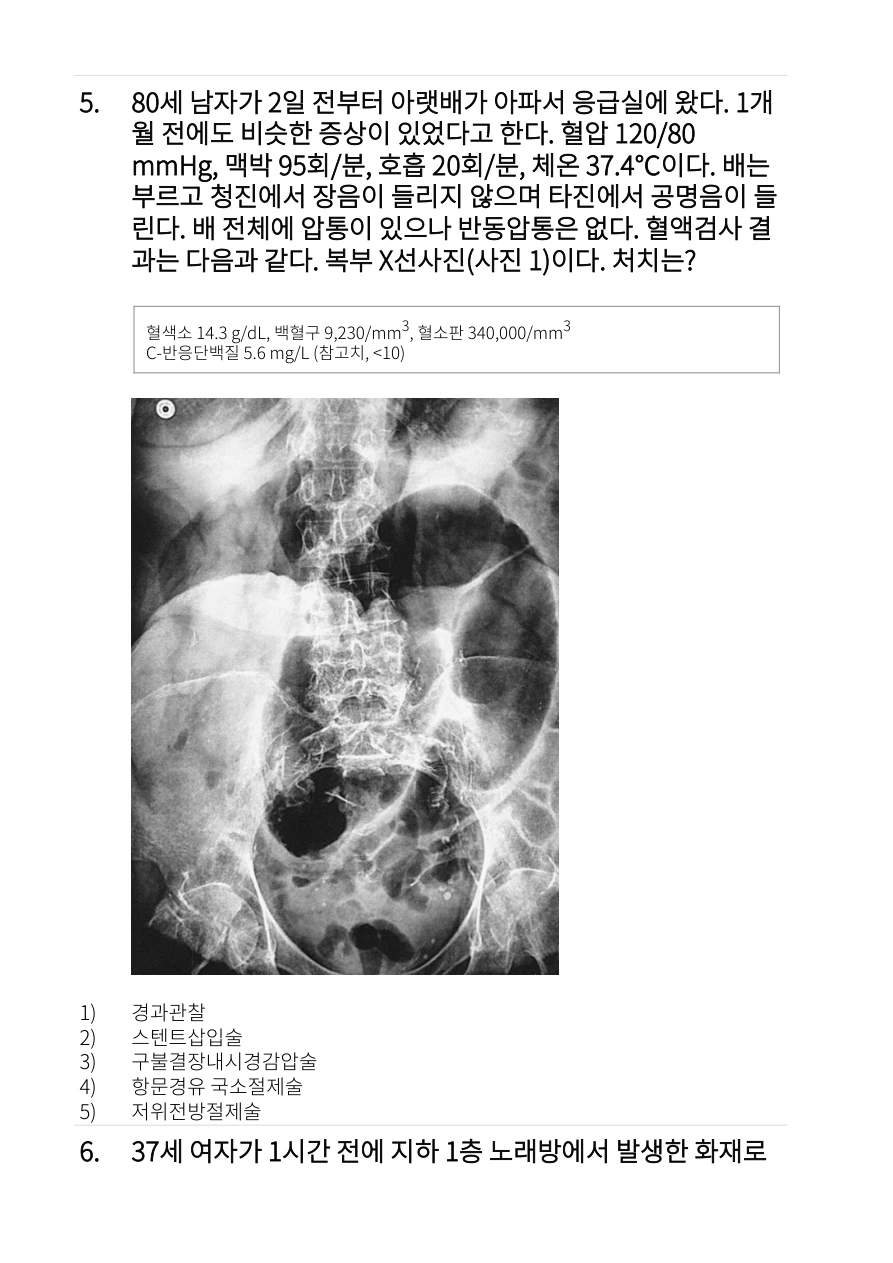 5. 80세 남자가 2일 전부터 아랫배가 아파서 응급실에 왔다. 1개
월 전에도 비슷한 증상이 있었다고 한다. 혈압 120/80
mmHg, 맥박 95회/분, 호흡 20회/분, 체온 37.4℃이다. 배는
부르고 청진에서 장음이 들리지 않으며 타진에서 공명음이 들
린다. 배 전체에 압통이 있으나 반동압통은 없다. 혈액검사 결
과는 다음과 같다. 복부 X선사진(사진 1)이다. 처치는?
혈색소 14.3 g/dL, 백혈구 9,230/mm³, 혈소판 340,000/mm³
C-반응단백질 5.6 mg/L (참고치, <10)
1) 경과관찰
2) 스텐트삽입술
3) 구불결장내시경감압술
4) 항문경유 국소절제술
5) 저위전방절제술
6. 37세 여자가 1시간 전에 지하 1층 노래방에서 발생한 화재로